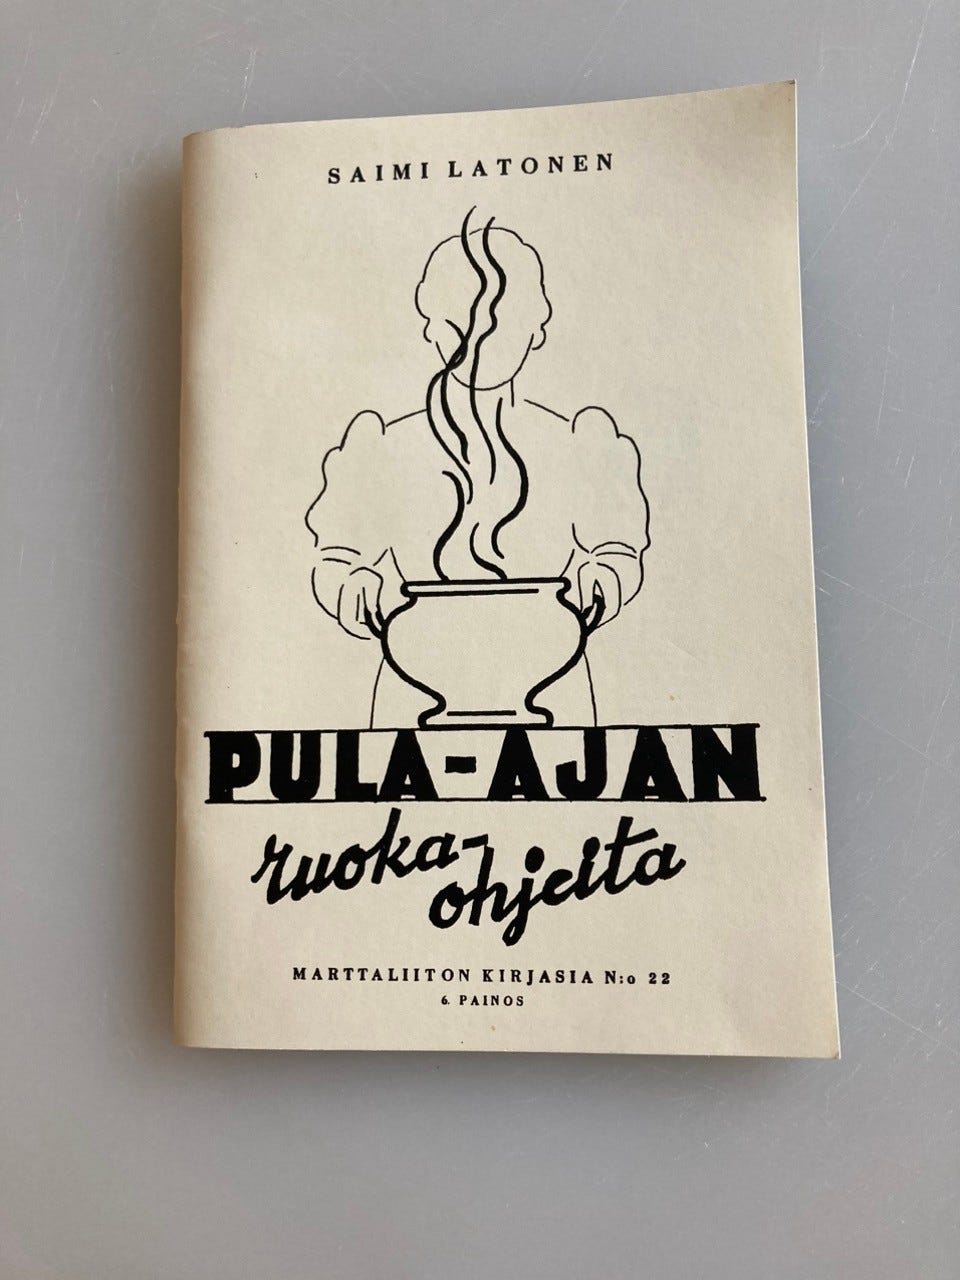 SAIMI LATONEN
PULA-AJAN
ruoka-
ohjeita
MARTTALIITON KIRJASIA N:o 22
6. PAINOS